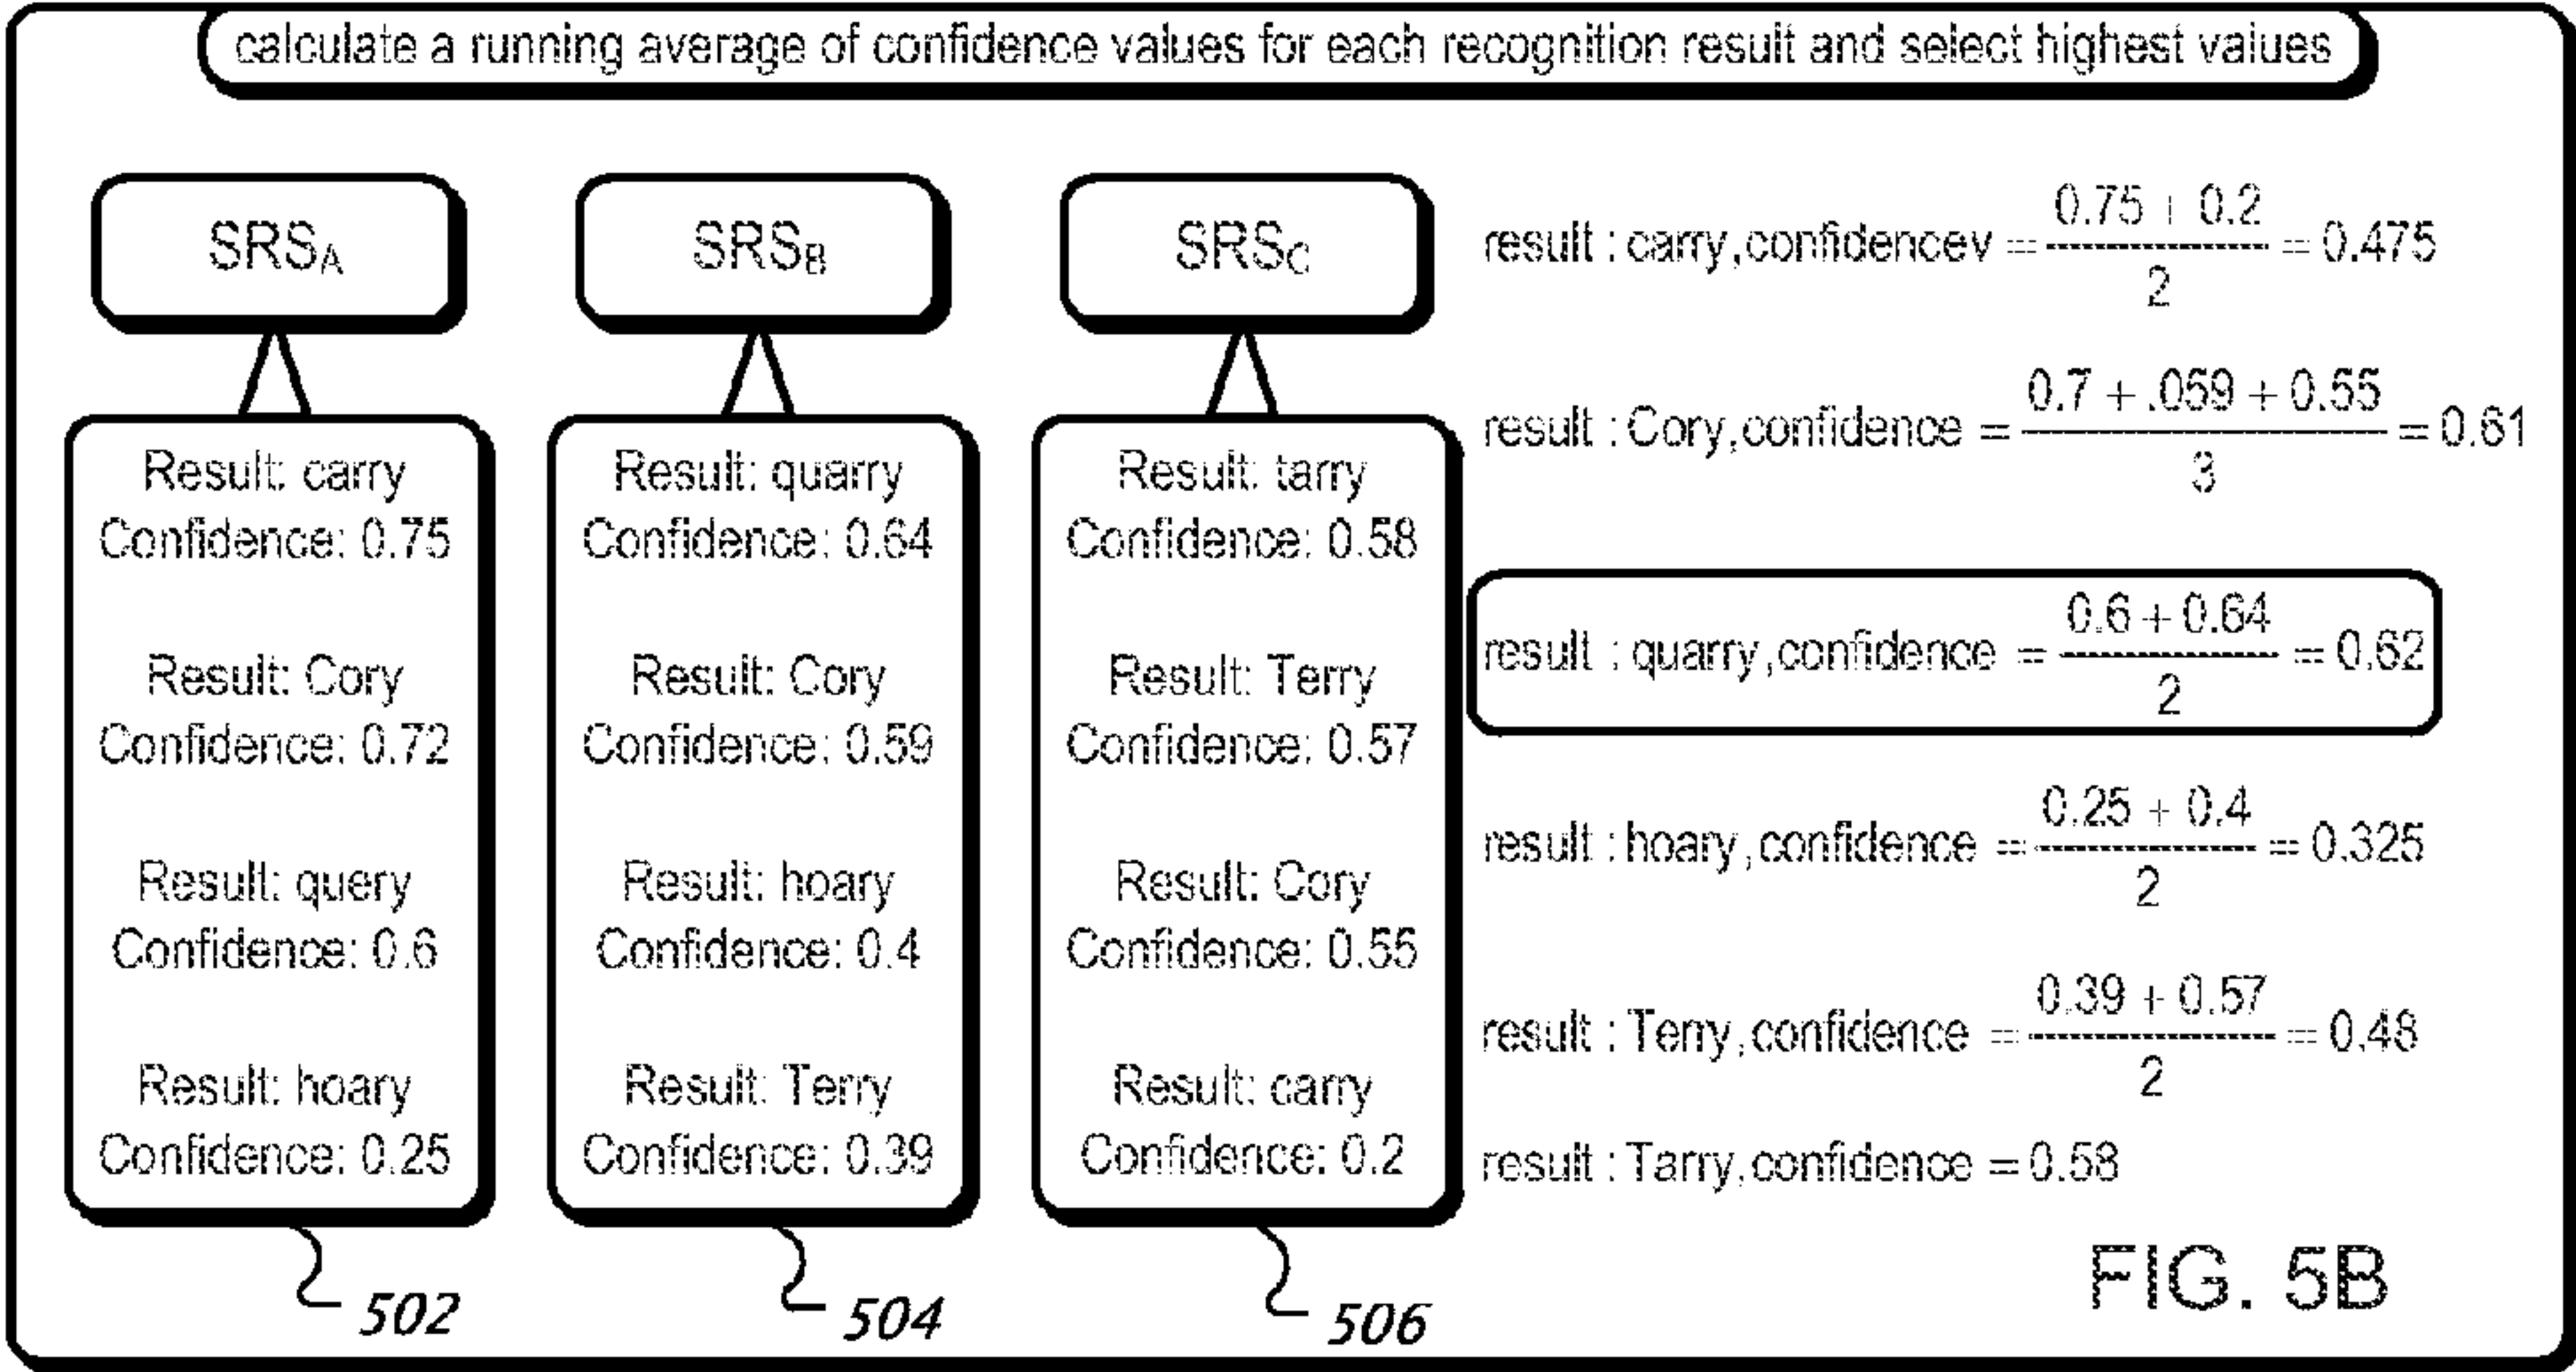 calculate a running average of confidence values for each recognition result and select highest values
SRSA
Result: carry
Confidence: 0.75
Result: Cory
Confidence: 0.72
Result: query
Confidence: 0.6
Result: hoary
Confidence: 0.25
502
SRSB
Result: quarry
Confidence: 0.64
Result: Cory
Confidence: 0.59
Result: hoary
Confidence: 0.4
Result: Terry
Confidence: 0.39
504
SRSC
Result: tarry
Confidence: 0.58
Result: Terry
Confidence: 0.57
Result: Cory
Confidence: 0.55
Result: carry
Confidence: 0.2
506
result : carry,confidencev = (0.75 + 0.2) / 2 = 0.475
result : Cory,confidence = (0.7 + .059 + 0.55) / 3 = 0.61
result : quarry,confidence = (0.6 + 0.64) / 2 = 0.62
result : hoary,confidence = (0.25 + 0.4) / 2 = 0.325
result : Terry,confidence = (0.39 + 0.57) / 2 = 0.48
result : Tarry,confidence = 0.58
FIG. 5B